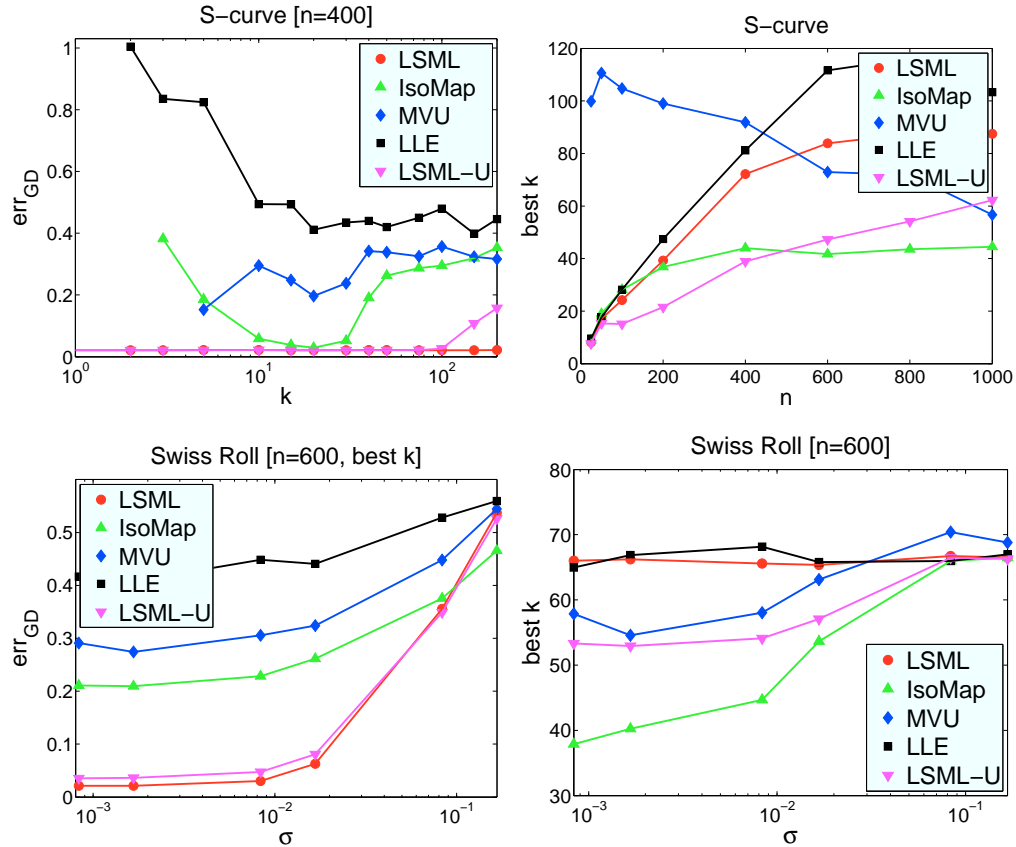 S−curve [n=400]
1
0.8
0.6
0.4
0.2
0
err_GD
10^0
10^1
10^2
k
LSML
IsoMap
MVU
LLE
LSML−U
S−curve
120
100
80
60
40
20
0
best k
0
200
400
600
800
1000
n
LSML
IsoMap
MVU
LLE
LSML−U
Swiss Roll [n=600, best k]
0.5
0.4
0.3
0.2
0.1
0
err_GD
10^−3
10^−2
10^−1
σ
LSML
IsoMap
MVU
LLE
LSML−U
Swiss Roll [n=600]
80
70
60
50
40
30
best k
10^−3
10^−2
10^−1
σ
LSML
IsoMap
MVU
LLE
LSML−U